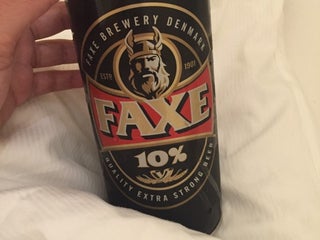 FAXE BREWERY DENMARK
ESTD 1901
FAXE
10%
QUALITY EXTRA STRONG BEER